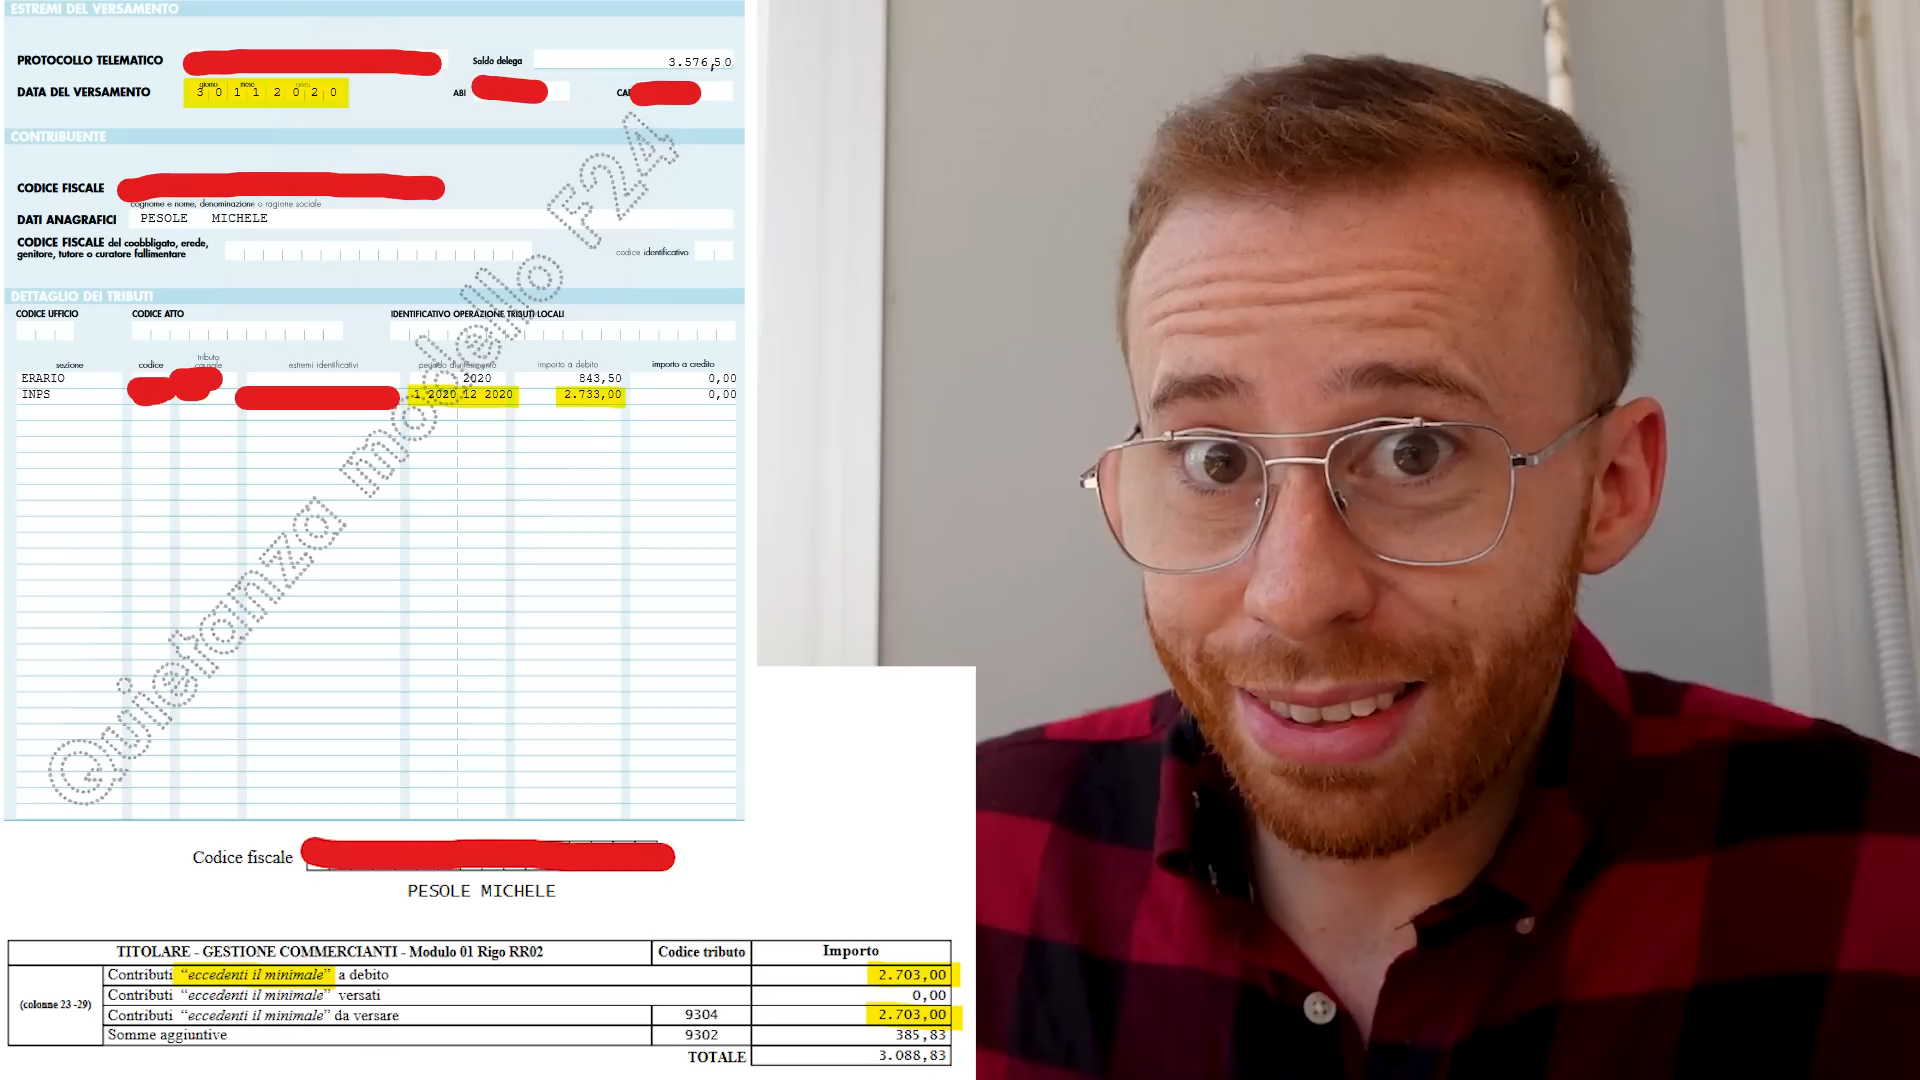 ESTREMI DEL VERSAMENTO
PROTOCOLLO TELEMATICO
Saldo delega 3.576,50
DATA DEL VERSAMENTO giorno mese 3 0 1 1 2 0 2 0
ABI
CAB
CONTRIBUENTE
CODICE FISCALE
cognome e nome, denominazione o ragione sociale
DATI ANAGRAFICI PESOLE MICHELE
CODICE FISCALE del coobbligato, erede,
genitore, tutore o curatore fallimentare
codice identificativo
DETTAGLIO DEI TRIBUTI
CODICE UFFICIO CODICE ATTO IDENTIFICATIVO OPERAZIONE TRIBUTI LOCALI
tributo
sezione codice causale estremi identificativi periodo di riferimento importo a debito importo a credito
ERARIO 2020 843,50 0,00
INPS 1 2020 12 2020 2.733,00 0,00
@quiefranza modello F24
Codice fiscale
PESOLE MICHELE
TITOLARE - GESTIONE COMMERCIANTI - Modulo 01 Rigo RR02 Codice tributo Importo
(colonne 23 -29)
Contributi “eccedenti il minimale” a debito 2.703,00
Contributi “eccedenti il minimale” versati 0,00
Contributi “eccedenti il minimale” da versare 9304 2.703,00
Somme aggiuntive 9302 385,83
TOTALE 3.088,83